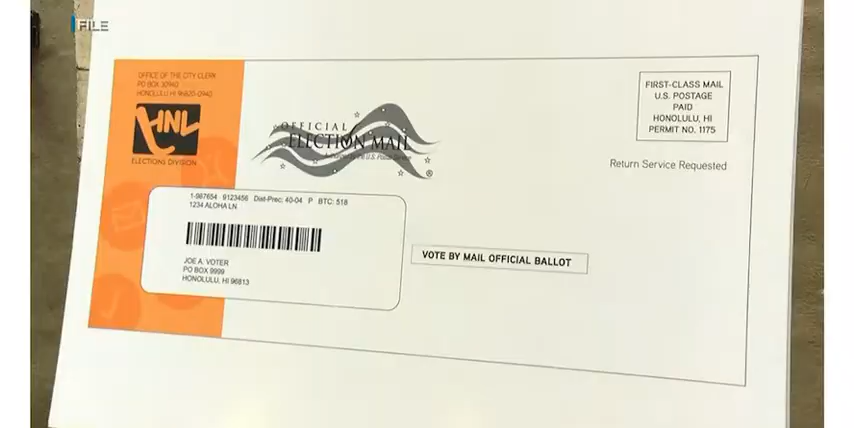 FILE
OFFICE OF THE CITY CLERK
PO BOX 30940
HONOLULU, HI 96820-0940
HNL
ELECTIONS DIVISION
OFFICIAL
ELECTION MAIL
U.S. Postal Service
®
FIRST-CLASS MAIL
U.S. POSTAGE
PAID
HONOLULU, HI
PERMIT NO. 1175
Return Service Requested
1-987654 9123456 Dist-Prec: 40-04 P BTC: 518
1234 ALOHA LN
JOE A. VOTER
PO BOX 9999
HONOLULU, HI 96813
VOTE BY MAIL OFFICIAL BALLOT